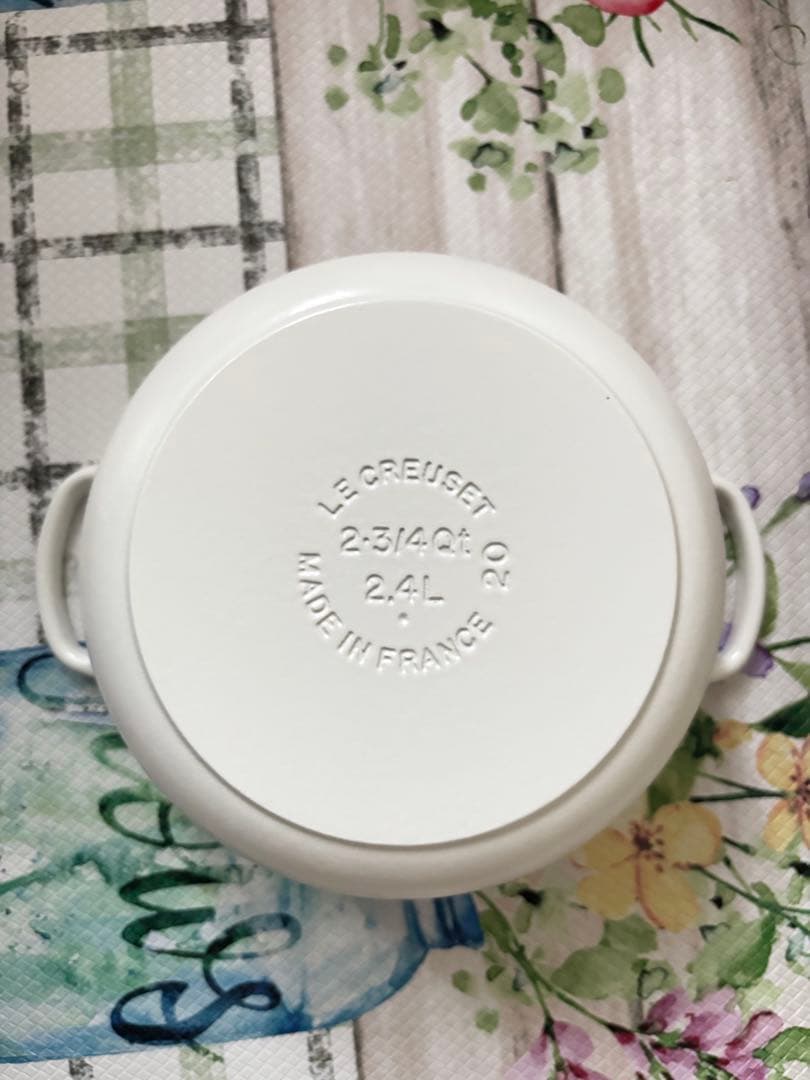 LE CREUSET
2·3/4Qt
2.4L
20
MADE IN FRANCE